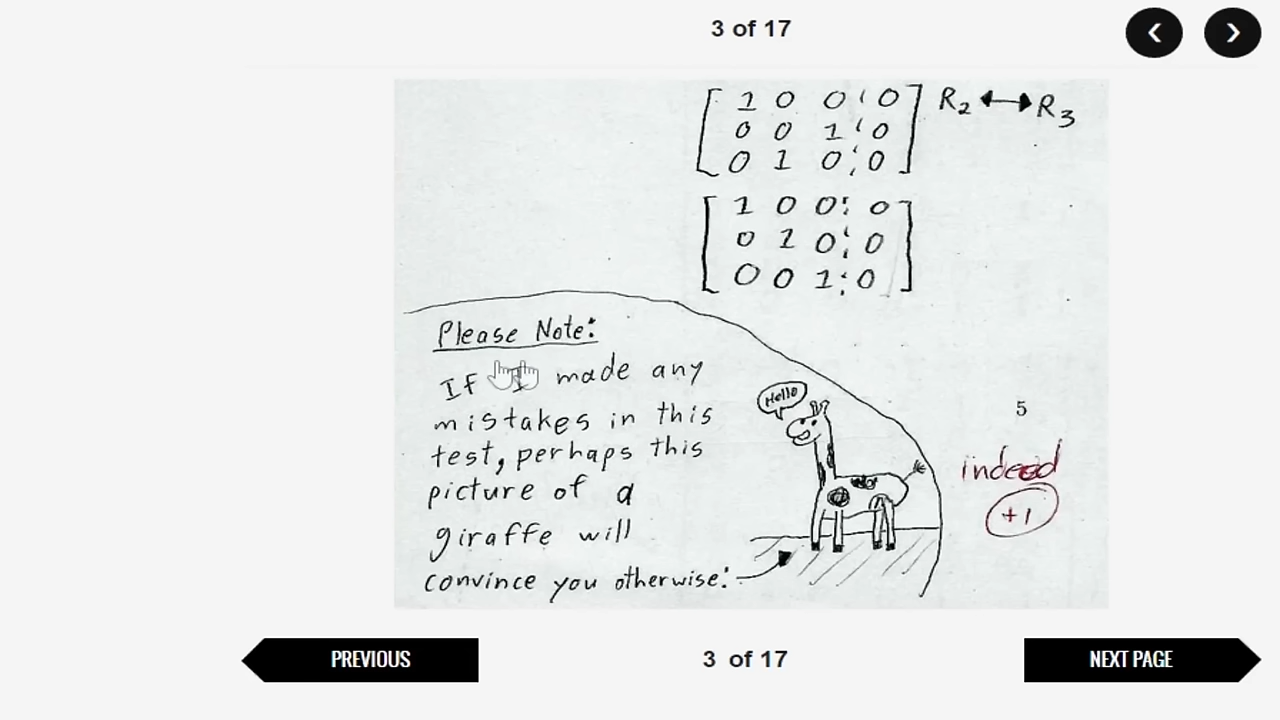 3 of 17
[1 0 0 ¦ 0] R₂ ↔ R₃
[0 0 1 ¦ 0]
[0 1 0 ¦ 0]
[1 0 0 ¦ 0]
[0 1 0 ¦ 0]
[0 0 1 ¦ 0]
Please Note:
If I made any
mistakes in this
test, perhaps this
picture of a
giraffe will
convince you otherwise:
Hello
5
indeed
+1
PREVIOUS
3 of 17
NEXT PAGE